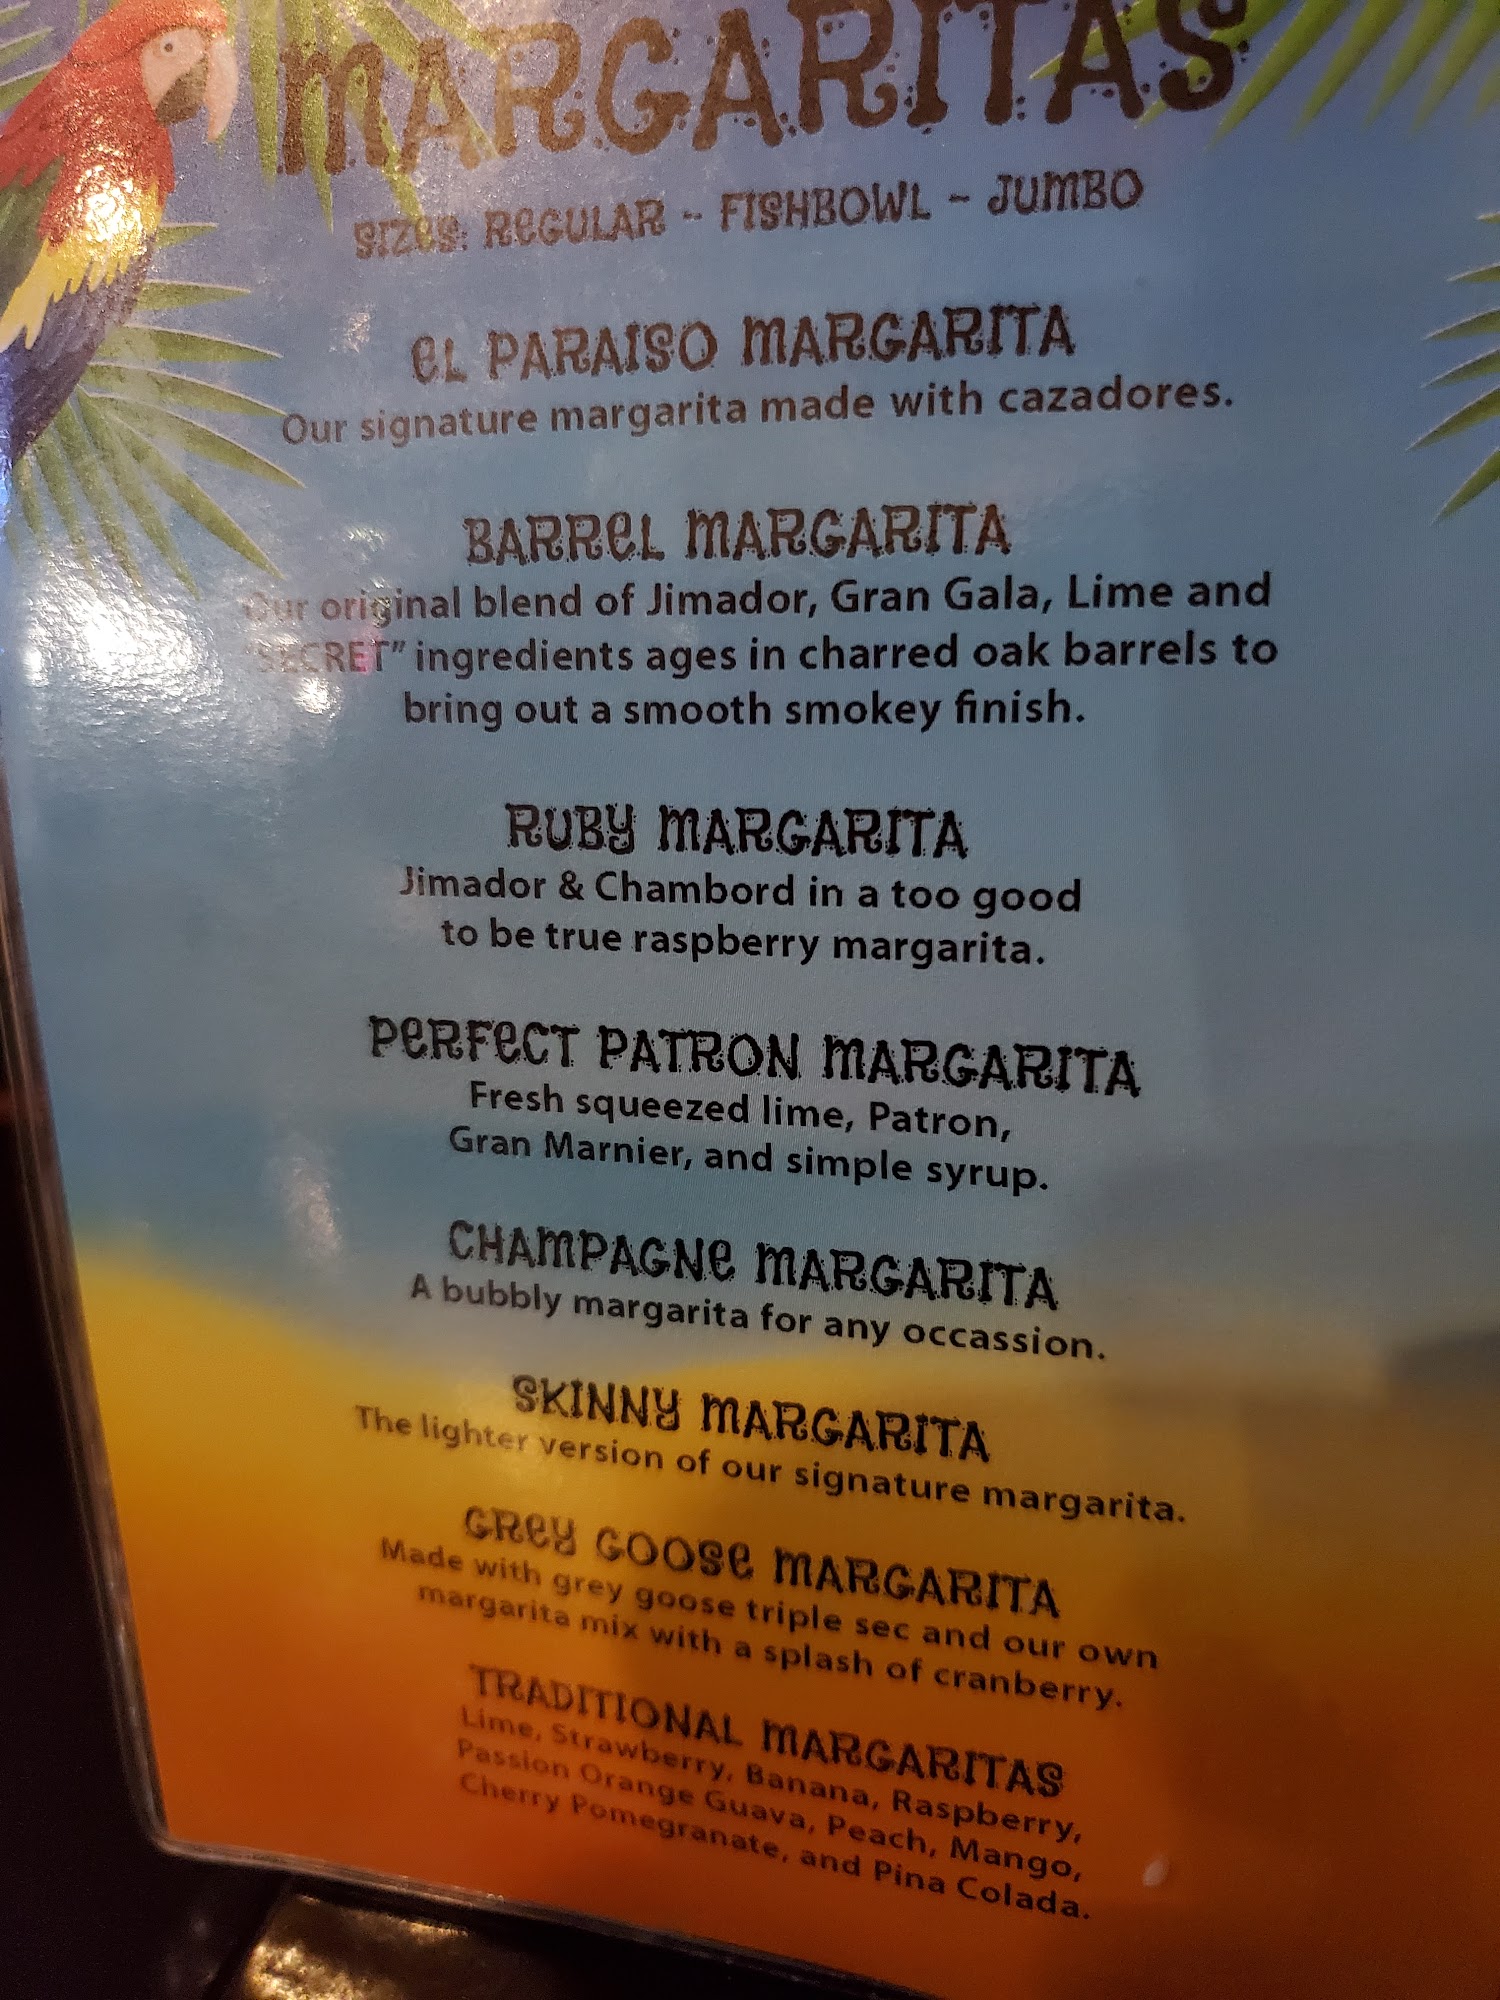 MARGARITAS
SIZES: REGULAR - FISHBOWL - JUMBO
EL PARAISO MARGARITA
Our signature margarita made with cazadores.
BARREL MARGARITA
Our original blend of Jimador, Gran Gala, Lime and
"SECRET" ingredients ages in charred oak barrels to
bring out a smooth smokey finish.
RUBY MARGARITA
Jimador & Chambord in a too good
to be true raspberry margarita.
PERFECT PATRON MARGARITA
Fresh squeezed lime, Patron,
Gran Marnier, and simple syrup.
CHAMPAGNE MARGARITA
A bubbly margarita for any occassion.
SKINNY MARGARITA
The lighter version of our signature margarita.
GREY GOOSE MARGARITA
Made with grey goose triple sec and our own
margarita mix with a splash of cranberry.
TRADITIONAL MARGARITAS
Lime, Strawberry, Banana, Raspberry,
Passion Orange Guava, Peach, Mango,
Cherry Pomegranate, and Pina Colada.